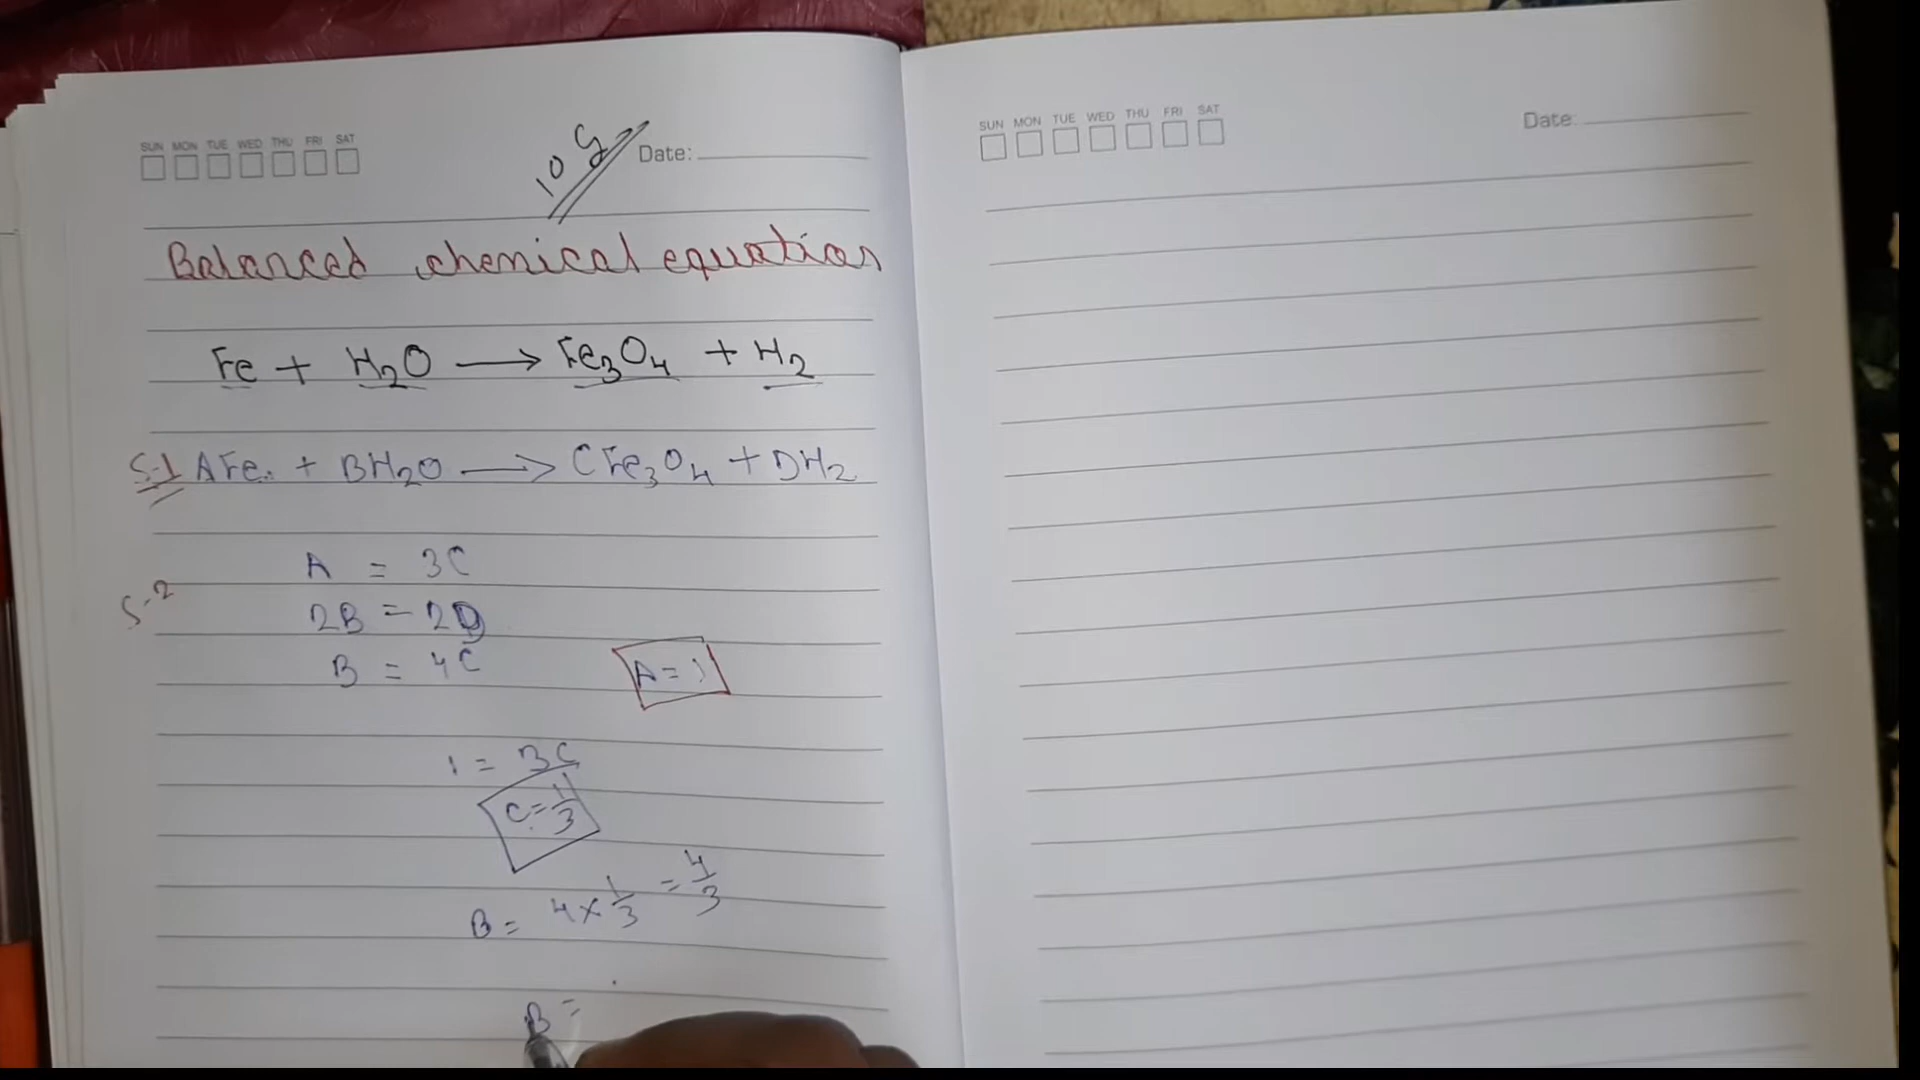 SUN MON TUE WED THU FRI SAT
Date:
Balanced chemical equation
Fe + H₂O → Fe₃O₄ + H₂
S-1 AFe + BH₂O → CFe₃O₄ + DH₂
A = 3C
S-2
2B = 2D
B = 4C
A = 1
1 = 3C
C = 1/3
B = 4 × 1/3 = 4/3
B =
SUN MON TUE WED THU FRI SAT
Date: